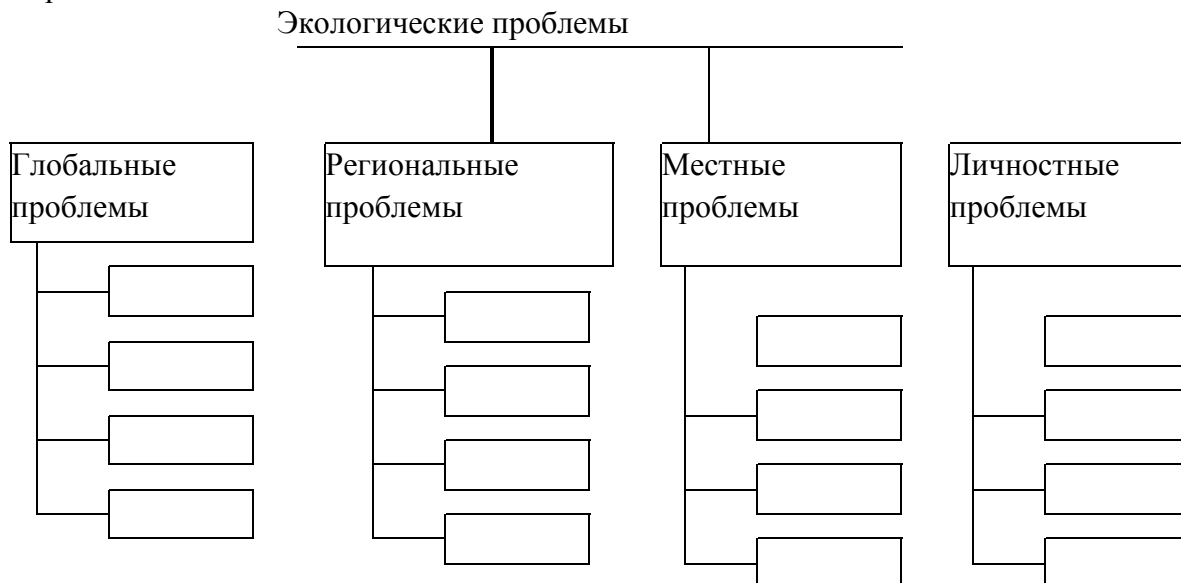 Экологические проблемы
Глобальные
проблемы
Региональные
проблемы
Местные
проблемы
Личностные
проблемы